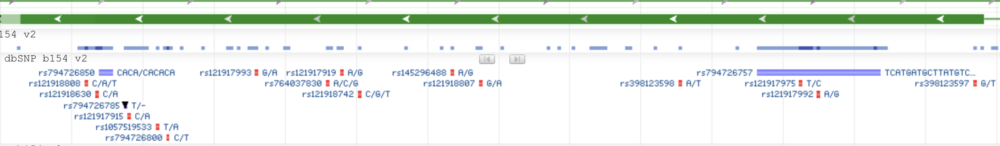 154 v2
dbSNP b154 v2
rs794726850 CACA/CACACA rs121917993 G/A rs121917919 A/G rs145296488 A/G rs794726757 TCATGATGCTTATGTC…
rs121918808 C/A/T rs764037830 A/C/G rs121918807 G/A rs398123598 A/T rs121917975 T/C rs398123597 G/T
rs121918630 C/A rs121918742 C/G/T rs121917992 A/G
rs794726785 T/-
rs121917915 C/A
rs1057519533 T/A
rs794726800 C/T